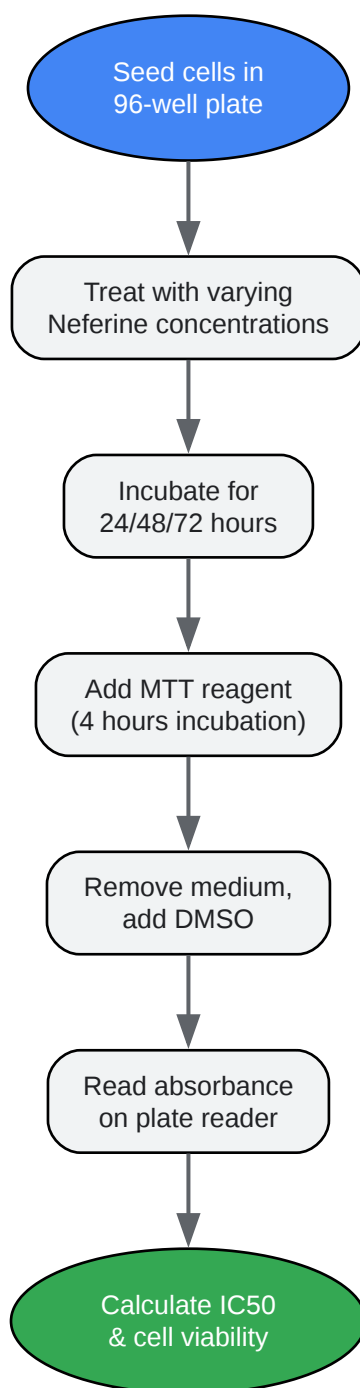 Seed cells in
96-well plate
Treat with varying
Neferine concentrations
Incubate for
24/48/72 hours
Add MTT reagent
(4 hours incubation)
Remove medium,
add DMSO
Read absorbance
on plate reader
Calculate IC50
& cell viability